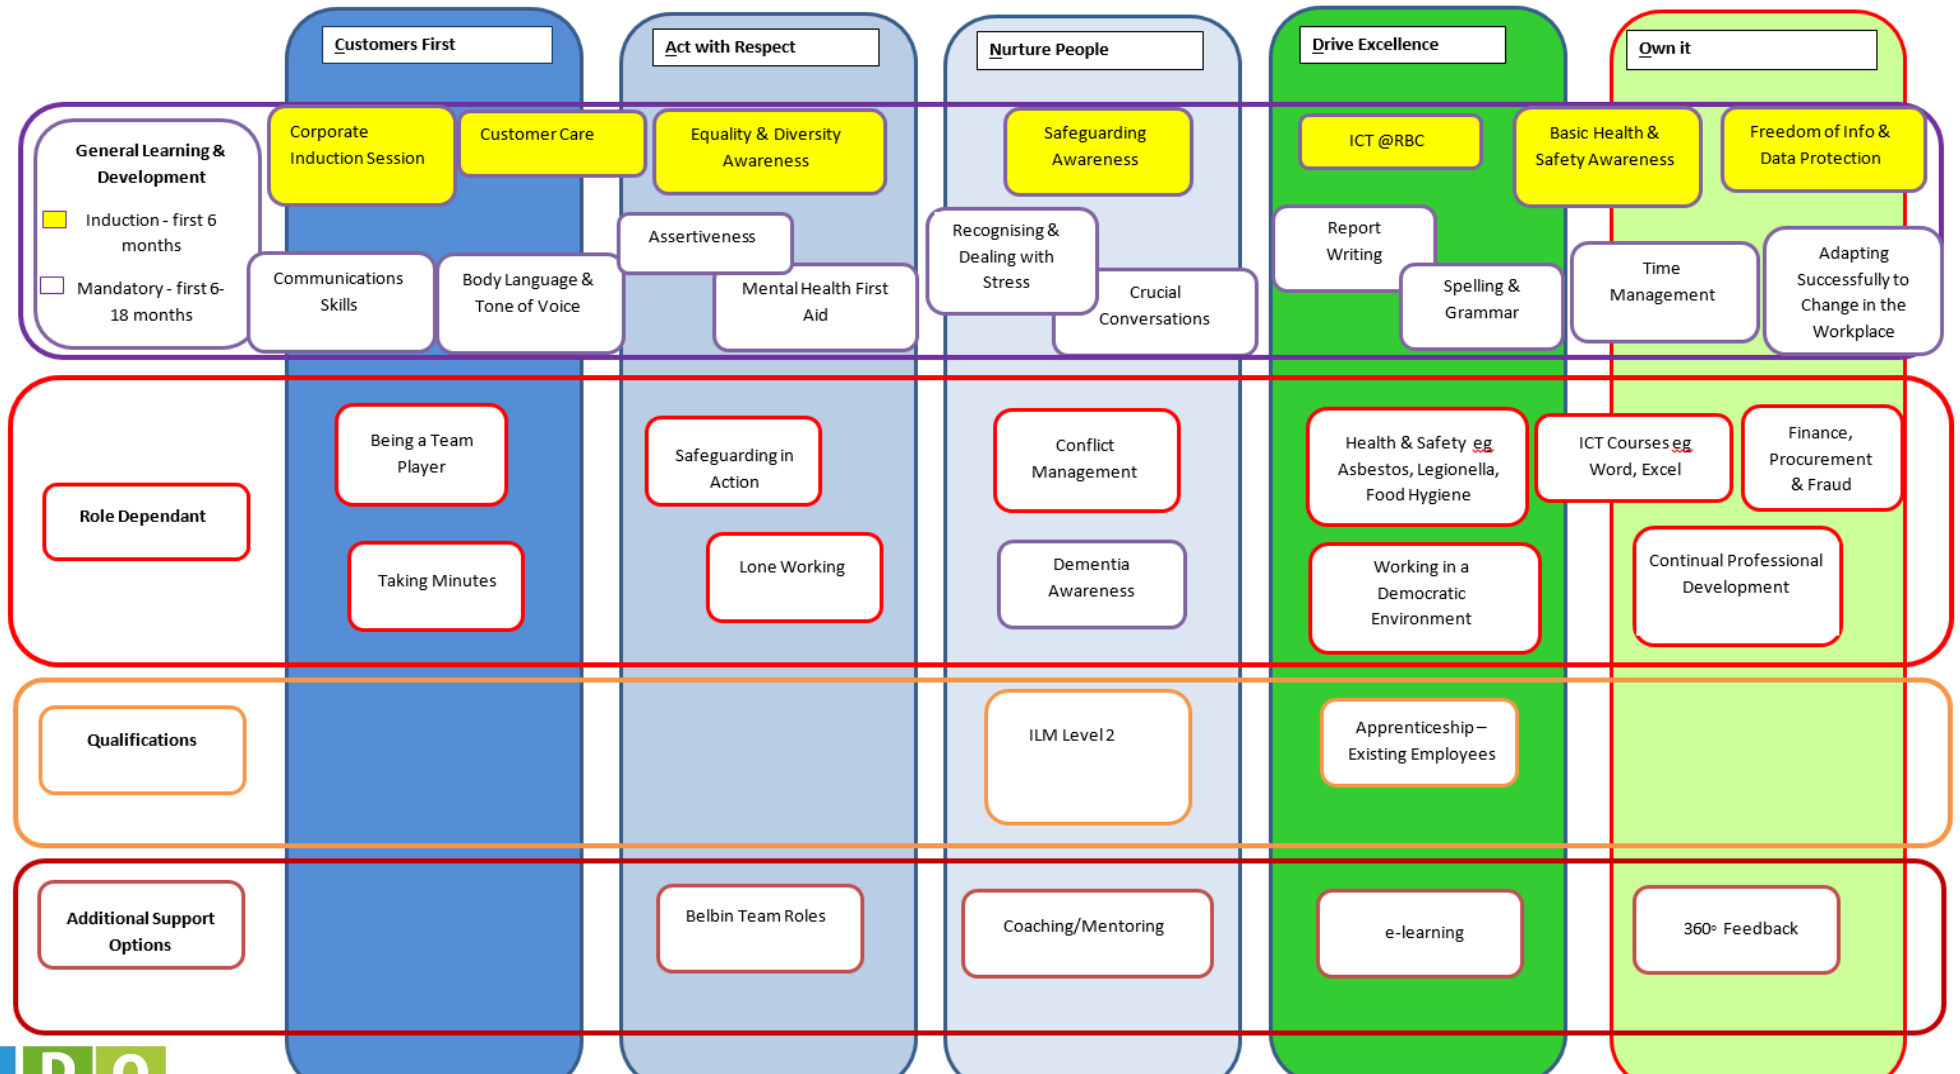 Customers First
Act with Respect
Nurture People
Drive Excellence
Own it
General Learning &
Development
Induction - first 6
months
Mandatory - first 6-
18 months
Corporate
Induction Session
Customer Care
Equality & Diversity
Awareness
Safeguarding
Awareness
ICT @RBC
Basic Health &
Safety Awareness
Freedom of Info &
Data Protection
Communications
Skills
Body Language &
Tone of Voice
Assertiveness
Mental Health First
Aid
Recognising &
Dealing with
Stress
Crucial
Conversations
Report
Writing
Spelling &
Grammar
Time
Management
Adapting
Successfully to
Change in the
Workplace
Role Dependant
Being a Team
Player
Taking Minutes
Safeguarding in
Action
Lone Working
Conflict
Management
Dementia
Awareness
Health & Safety eg
Asbestos, Legionella,
Food Hygiene
Working in a
Democratic
Environment
ICT Courses eg
Word, Excel
Finance,
Procurement
& Fraud
Continual Professional
Development
Qualifications
ILM Level 2
Apprenticeship –
Existing Employees
Additional Support
Options
Belbin Team Roles
Coaching/Mentoring
e-learning
360° Feedback